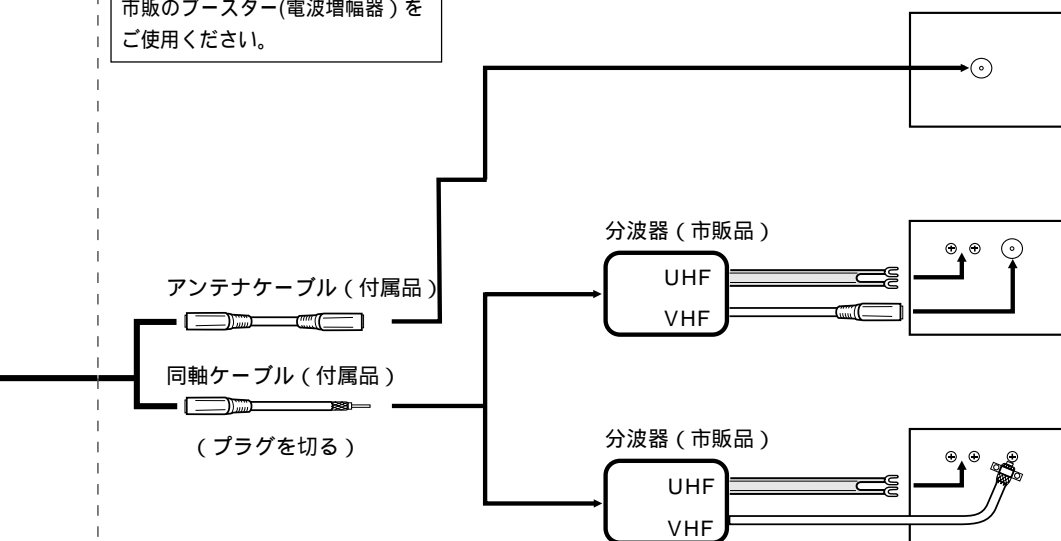 市販のブースター(電波増幅器)を
ご使用ください。
アンテナケーブル(付属品)
同軸ケーブル(付属品)
(プラグを切る)
分波器(市販品)
UHF
VHF
分波器(市販品)
UHF
VHF